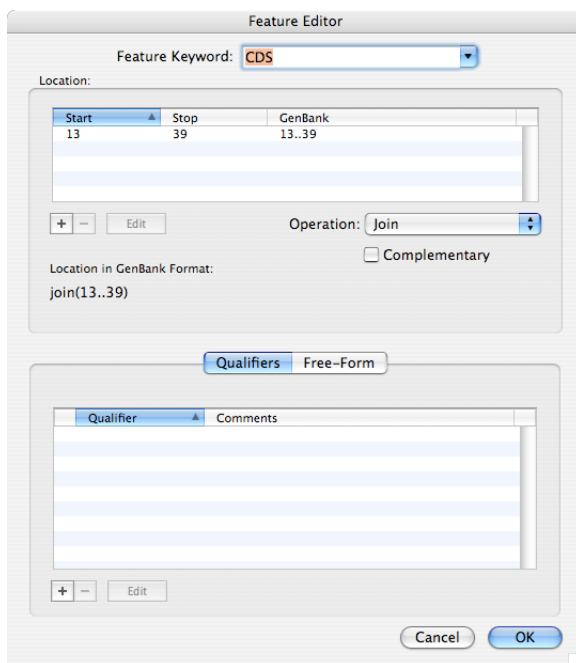 Feature Editor
Feature Keyword: CDS
Location:
Start Stop GenBank
13 39 13..39
+ − Edit Operation: Join
Complementary
Location in GenBank Format:
join(13..39)
Qualifiers Free-Form
Qualifier Comments
+ − Edit
Cancel OK